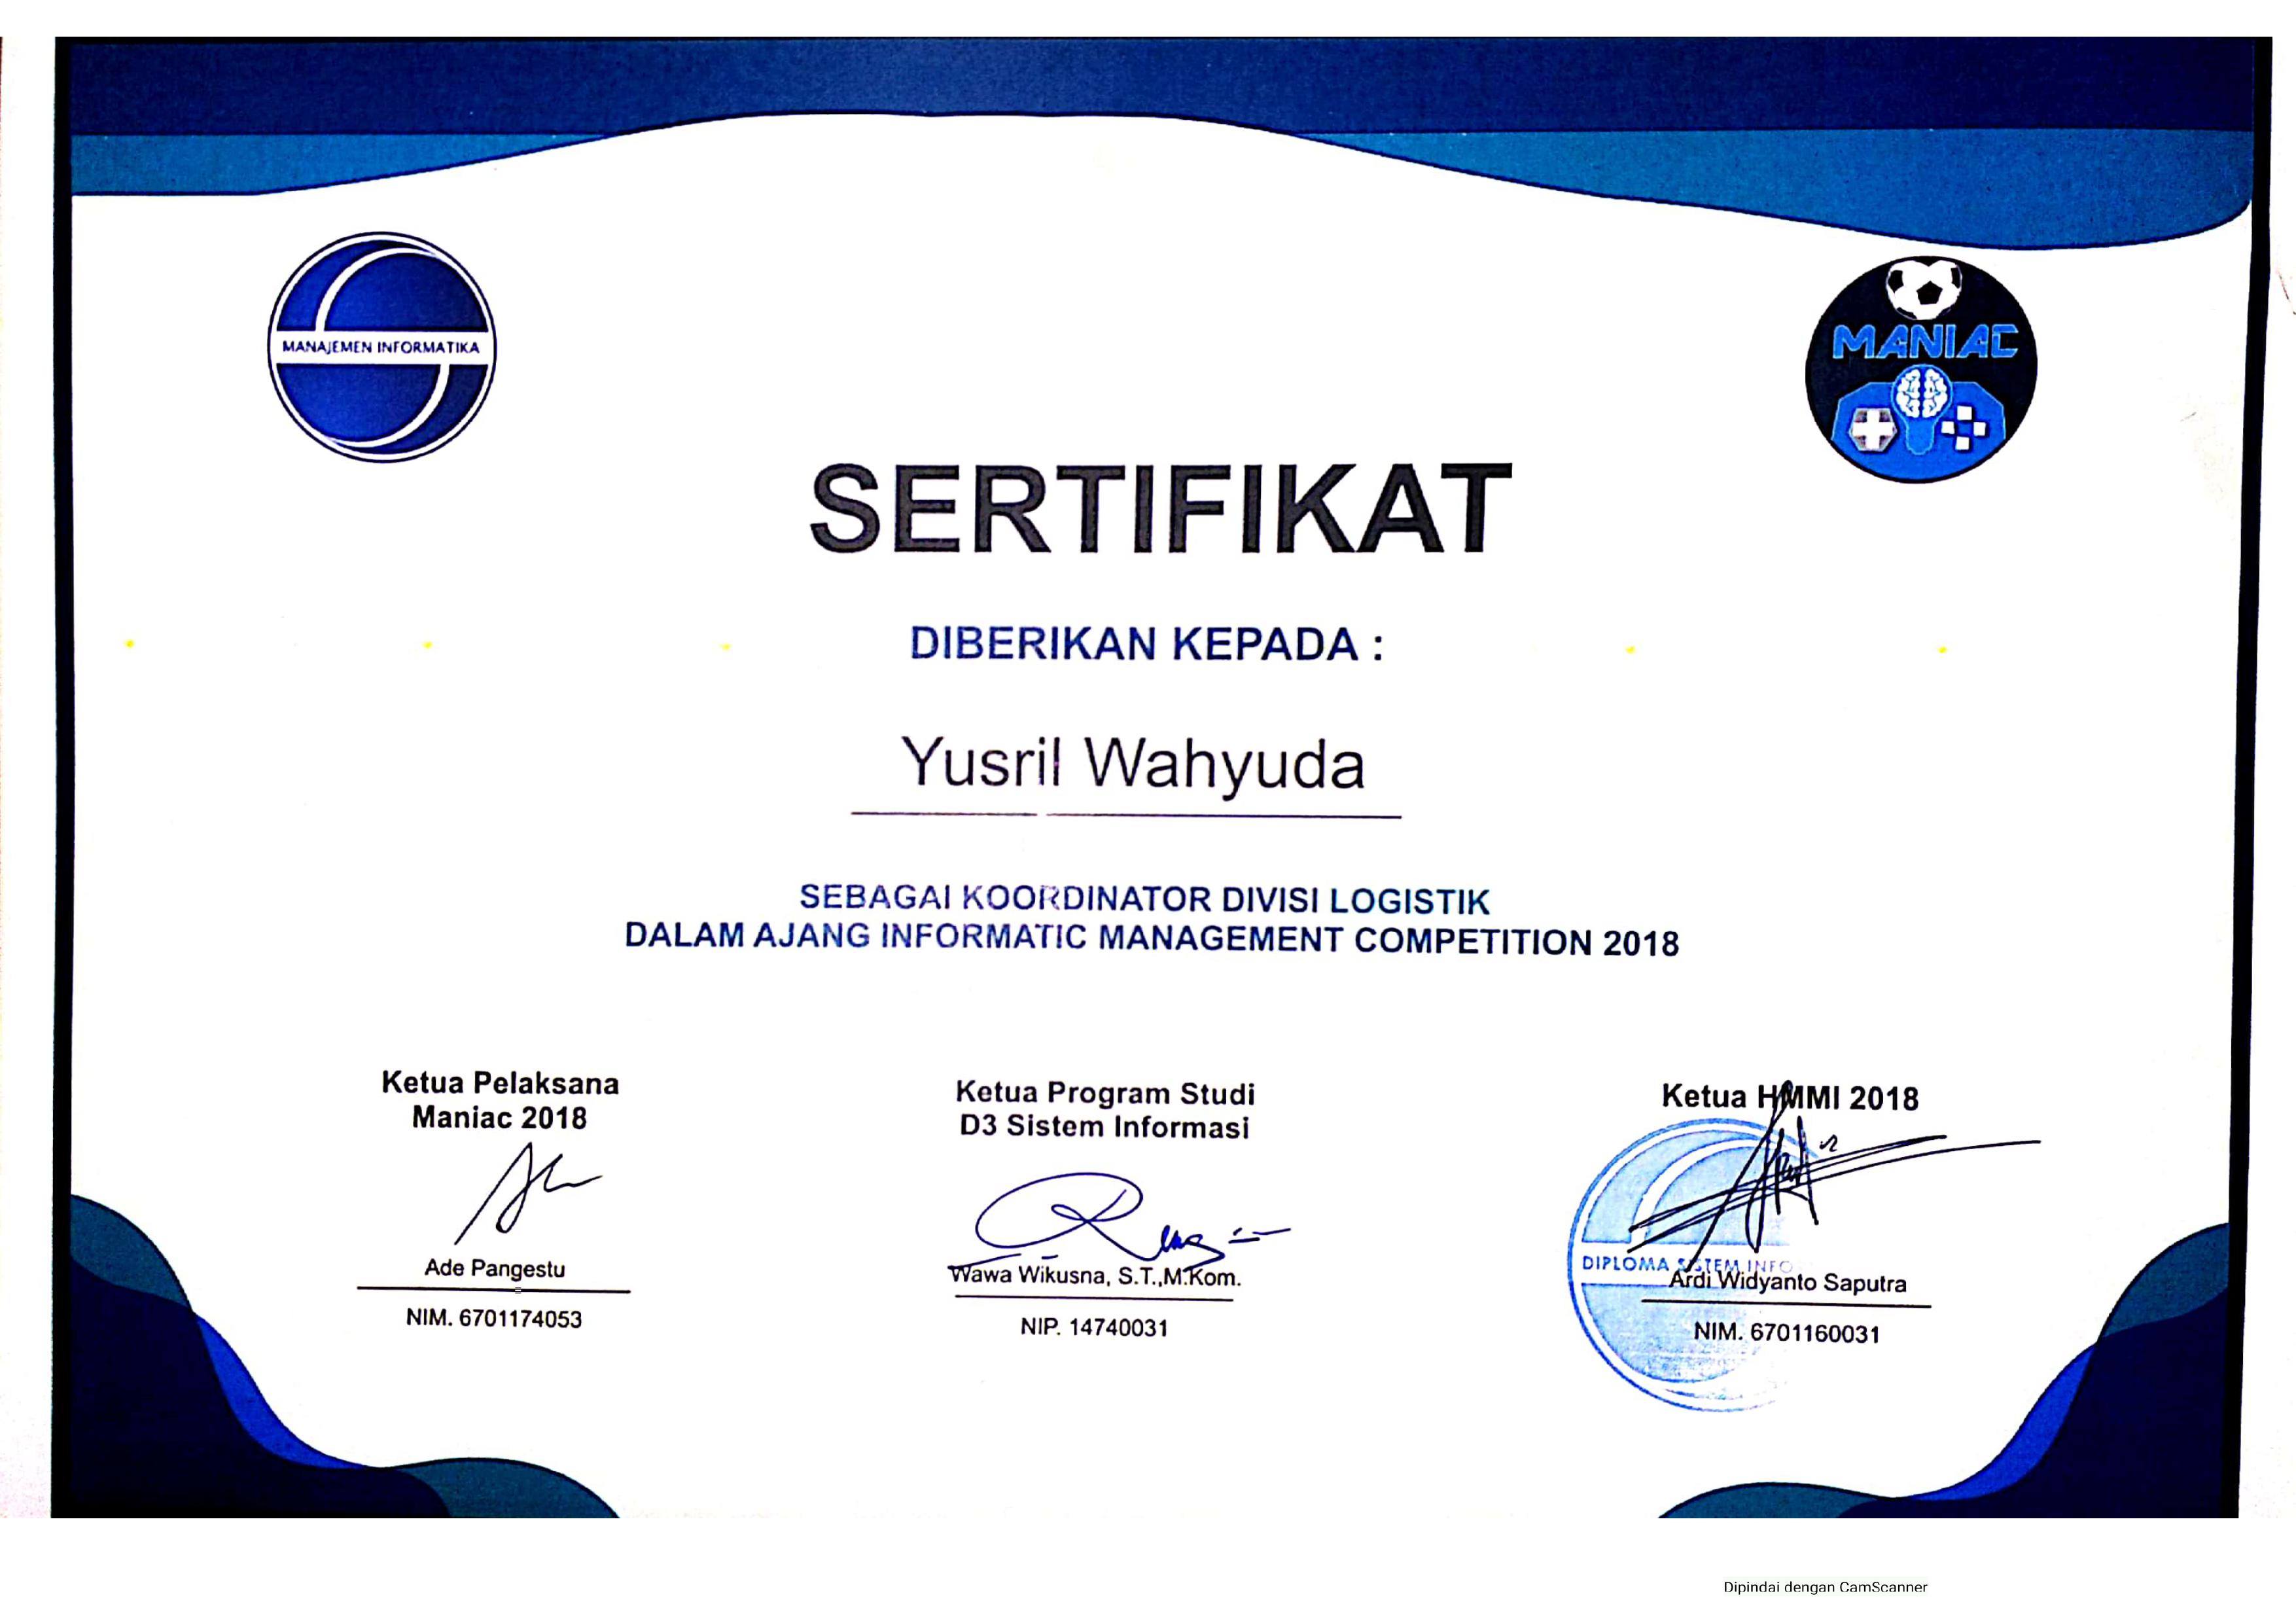 MANAJEMEN INFORMATIKA
MANIAC
SERTIFIKAT
DIBERIKAN KEPADA :
Yusril Wahyuda
SEBAGAI KOORDINATOR DIVISI LOGISTIK
DALAM AJANG INFORMATIC MANAGEMENT COMPETITION 2018
Ketua Pelaksana
Maniac 2018
Ade Pangestu
NIM. 6701174053
Ketua Program Studi
D3 Sistem Informasi
Wawa Wikusna, S.T.,M.Kom.
NIP. 14740031
Ketua HMMI 2018
DIPLOMA SISTEM INFO
Ardi Widyanto Saputra
NIM. 6701160031
Dipindai dengan CamScanner